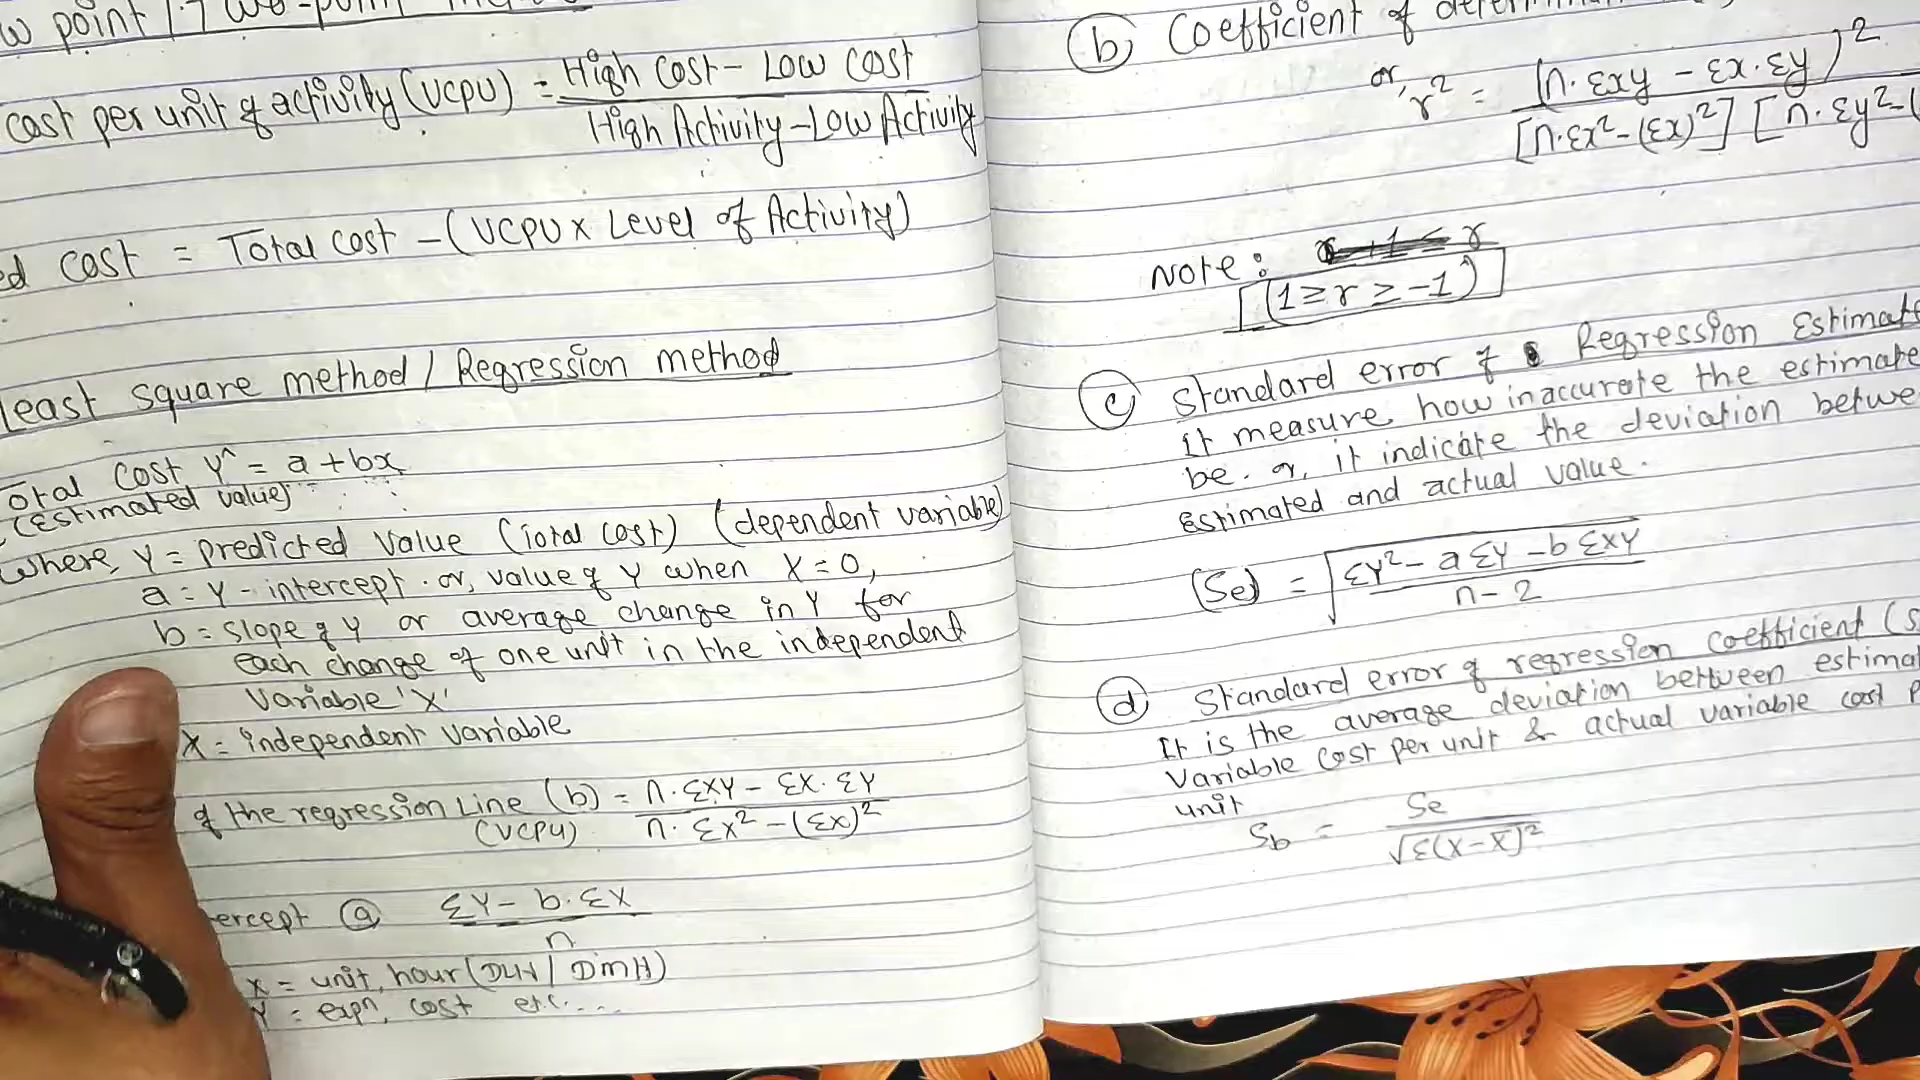 w point / Two-point
cost per unit of activity (VCPU) = High Cost - Low Cost
High Activity - Low Activity
ed Cost = Total Cost - (VCPU x Level of Activity)
Least square method / Regression method
Total Cost Y^ = a + bx
(Estimated value)
Where, Y = Predicted Value (Total Cost) (dependent variable)
a = Y - intercept. or, value of Y when X = 0,
b = slope of Y or average change in Y for
each change of one unit in the independent
Variable 'X'
X = independent variable
of the regression Line (b) = n.ΣXY - ΣX.ΣY
(VCPU) n.ΣX² - (ΣX)²
ercept (a) ΣY - b.ΣX
n
X = unit, hour (DLH / DMH)
Y = expn, cost etc...
(b) Coefficient of
or, r² = (n.Σxy - Σx.Σy)²
[n.Σx² - (Σx)²] [n.Σy² - (
Note: r
[(1 ≥ r ≥ -1)]
(c) Standard error of Regression Estimat
It measure how inaccurate the estimate
be. or, it indicate the deviation betwe
Estimated and actual value.
(Se) = √ΣY² - aΣY - bΣXY
n - 2
(d) Standard error of regression coefficient (S
It is the average deviation between estima
Variable Cost per unit & actual variable cost P
unit
Sb = Se
√Σ(X - X̄)²